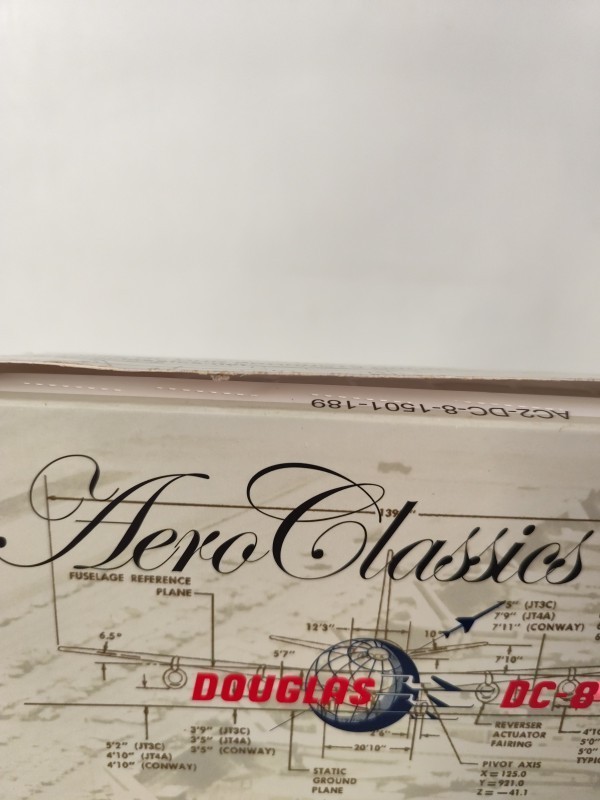 AC2-DC-8-1501-189
AeroClassics
139'
FUSELAGE REFERENCE
PLANE
7'9" (JT4A)
7'11" (CONWAY)
12'3"
10
6.5°
5'7"
7'10"
DOUGLAS
DC-8
3'9" (JT3C)
3'5" (JT4A)
3'5" (CONWAY)
5'2" (JT3C)
4'10" (JT4A)
4'10" (CONWAY)
2'6"
20'10"
REVERSER
ACTUATOR
FAIRING
STATIC
GROUND
PLANE
PIVOT AXIS
X = 125.0
Y = 921.0
Z = -41.1